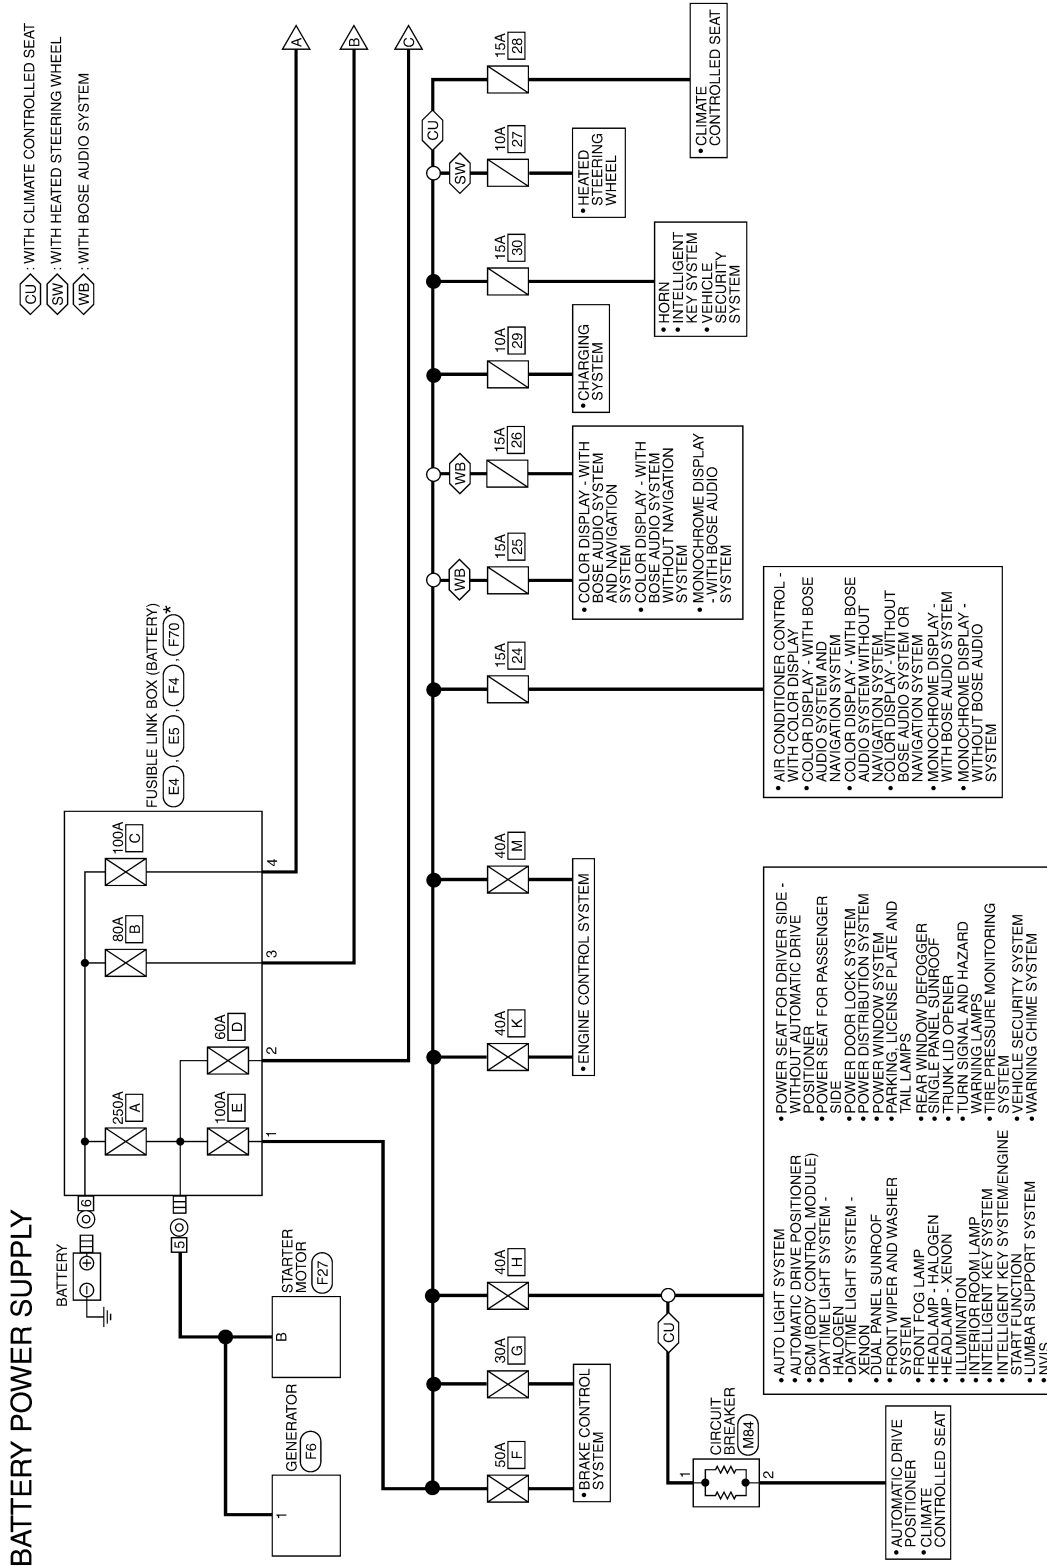 BATTERY POWER SUPPLY
CU : WITH CLIMATE CONTROLLED SEAT
SW : WITH HEATED STEERING WHEEL
WB : WITH BOSE AUDIO SYSTEM
BATTERY
6
5
FUSIBLE LINK BOX (BATTERY)
E4 , E5 , F4 , F70 *
250A
A
100A
E
60A
D
80A
B
100A
C
1
2
3
4
A
B
C
GENERATOR
F6
1
STARTER
MOTOR
F27
B
50A
F
30A
G
40A
H
40A
K
40A
M
15A
24
WB
15A
25
WB
15A
26
10A
29
15A
30
SW
10A
27
CU
15A
28
• BRAKE CONTROL
SYSTEM
• ENGINE CONTROL SYSTEM
• COLOR DISPLAY - WITH
BOSE AUDIO SYSTEM
AND NAVIGATION
SYSTEM
• COLOR DISPLAY - WITH
BOSE AUDIO SYSTEM
WITHOUT NAVIGATION
SYSTEM
• MONOCHROME DISPLAY
- WITH BOSE AUDIO
SYSTEM
• CHARGING
SYSTEM
• HORN
• INTELLIGENT
KEY SYSTEM
• VEHICLE
SECURITY
SYSTEM
• HEATED
STEERING
WHEEL
• CLIMATE
CONTROLLED SEAT
CU
CIRCUIT
BREAKER
M84
1
2
• AUTOMATIC DRIVE
POSITIONER
• CLIMATE
CONTROLLED SEAT
• AUTO LIGHT SYSTEM
• AUTOMATIC DRIVE POSITIONER
• BCM (BODY CONTROL MODULE)
• DAYTIME LIGHT SYSTEM -
HALOGEN
• DAYTIME LIGHT SYSTEM -
XENON
• DUAL PANEL SUNROOF
• FRONT WIPER AND WASHER
SYSTEM
• FRONT FOG LAMP
• HEADLAMP - HALOGEN
• HEADLAMP - XENON
• ILLUMINATION
• INTERIOR ROOM LAMP
• INTELLIGENT KEY SYSTEM
• INTELLIGENT KEY SYSTEM/ENGINE
START FUNCTION
• LUMBAR SUPPORT SYSTEM
• NVIS
• POWER SEAT FOR DRIVER SIDE -
WITHOUT AUTOMATIC DRIVE
POSITIONER
• POWER SEAT FOR PASSENGER
SIDE
• POWER DOOR LOCK SYSTEM
• POWER DISTRIBUTION SYSTEM
• POWER WINDOW SYSTEM
• PARKING, LICENSE PLATE AND
TAIL LAMPS
• REAR WINDOW DEFOGGER
• SINGLE PANEL SUNROOF
• TRUNK LID OPENER
• TURN SIGNAL AND HAZARD
WARNING LAMPS
• TIRE PRESSURE MONITORING
SYSTEM
• VEHICLE SECURITY SYSTEM
• WARNING CHIME SYSTEM
• AIR CONDITIONER CONTROL -
WITH COLOR DISPLAY
• COLOR DISPLAY - WITH BOSE
AUDIO SYSTEM AND
NAVIGATION SYSTEM
• COLOR DISPLAY - WITH BOSE
AUDIO SYSTEM WITHOUT
NAVIGATION SYSTEM
• COLOR DISPLAY - WITHOUT
BOSE AUDIO SYSTEM OR
NAVIGATION SYSTEM
• MONOCHROME DISPLAY -
WITH BOSE AUDIO SYSTEM
• MONOCHROME DISPLAY -
WITHOUT BOSE AUDIO
SYSTEM